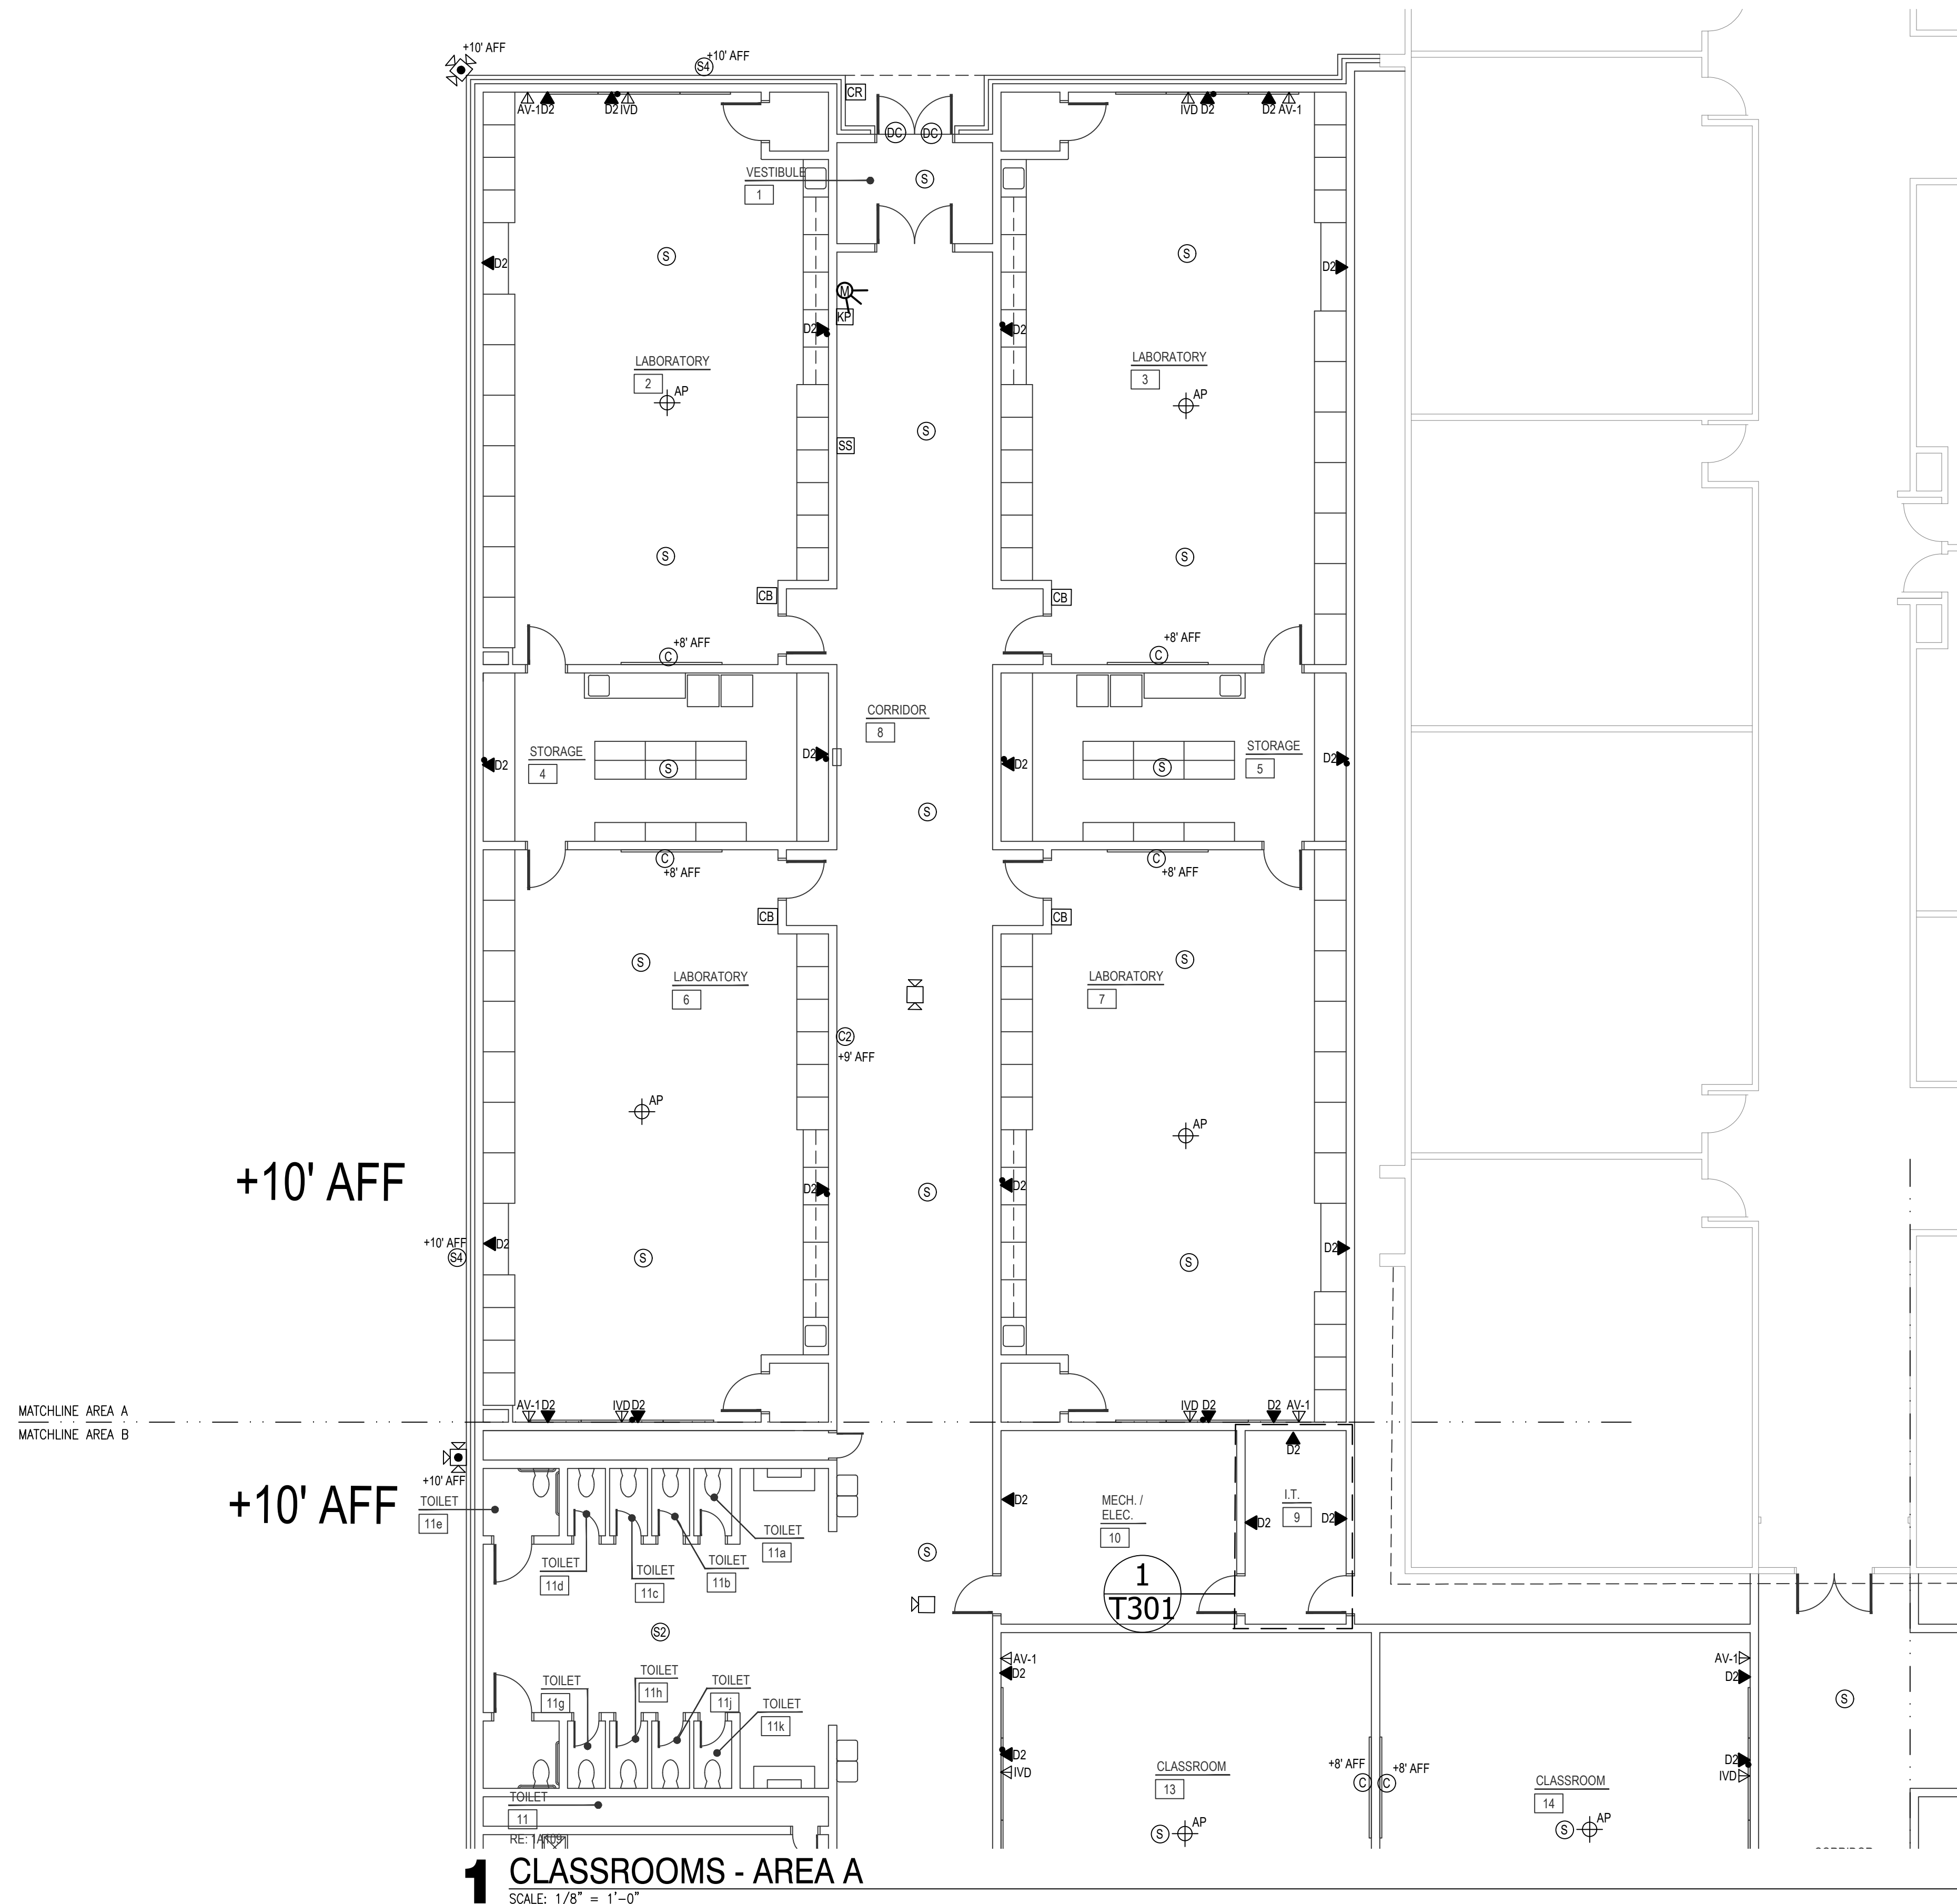 +10' AFF
+10' AFF
S4
CR
AV-1 D2
D2 IVD
IVD D2
D2 AV-1
DC DC
VESTIBULE
1
S
S
S
D2
D2
M
KP
D2
D2
LABORATORY
2
AP
LABORATORY
3
AP
S
SS
S
S
CB
CB
+8' AFF
C
+8' AFF
C
CORRIDOR
8
STORAGE
4
D2
S
D2
D2
S
STORAGE
5
D2
S
C
+8' AFF
C
+8' AFF
CB
CB
S
S
LABORATORY
6
LABORATORY
7
C2
+9' AFF
AP
AP
+10' AFF
D2
D2
S
+10' AFF
S4
D2
S
S
D2
MATCHLINE AREA A
MATCHLINE AREA B
AV-1 D2
IVD D2
IVD D2
D2 AV-1
+10' AFF
+10' AFF
TOILET
11e
TOILET
11a
TOILET
11b
TOILET
11c
TOILET
11d
D2
MECH. /
ELEC.
10
D2
I.T.
9
D2
D2
S
1
T301
S2
TOILET
11g
TOILET
11h
TOILET
11j
TOILET
11k
AV-1
D2
AV-1
D2
S
D2
IVD
D2
IVD
CLASSROOM
13
+8' AFF
C
C
+8' AFF
CLASSROOM
14
S
AP
S
AP
TOILET
11
1 CLASSROOMS - AREA A
SCALE: 1/8" = 1'-0"